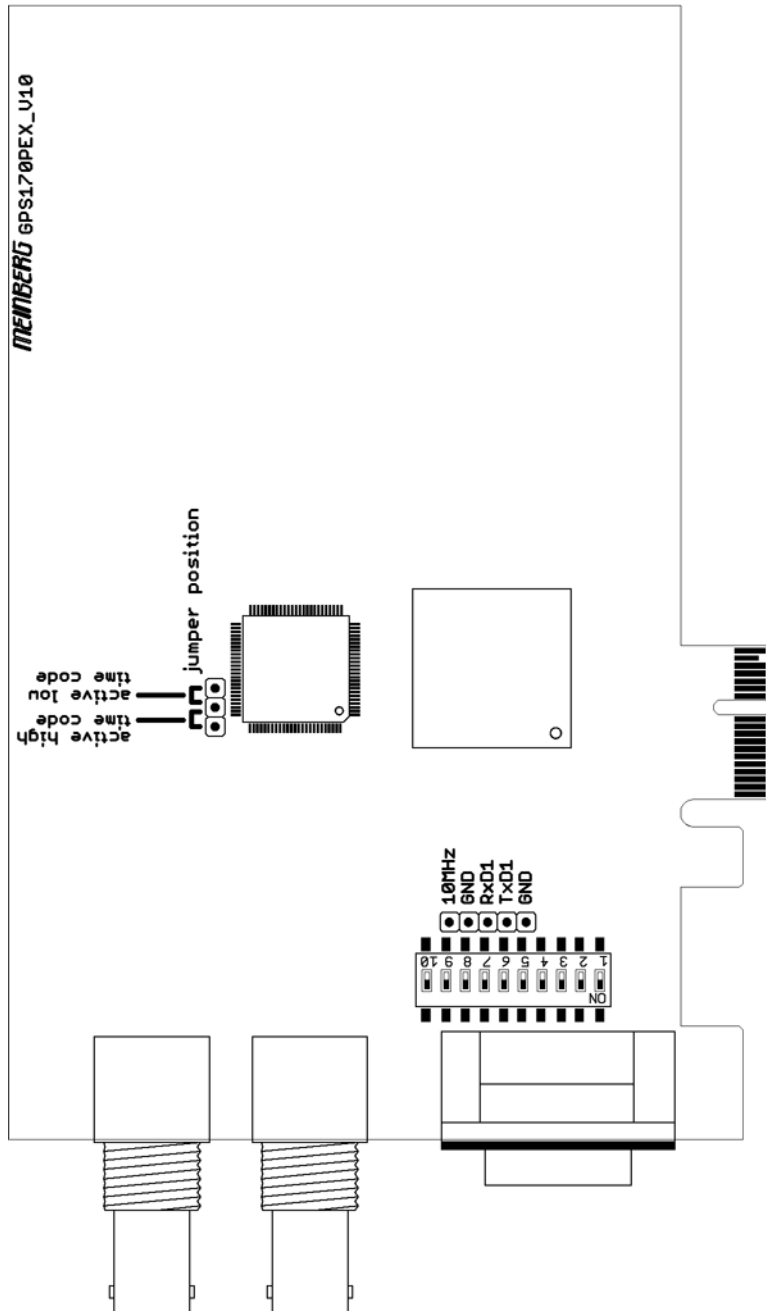 MEINBERG GPS170PEX_V10
jumper position
time code
active low
time code
active high
10MHz
GND
RxD1
TxD1
GND
10 9 8 7 6 5 4 3 2 1
ON